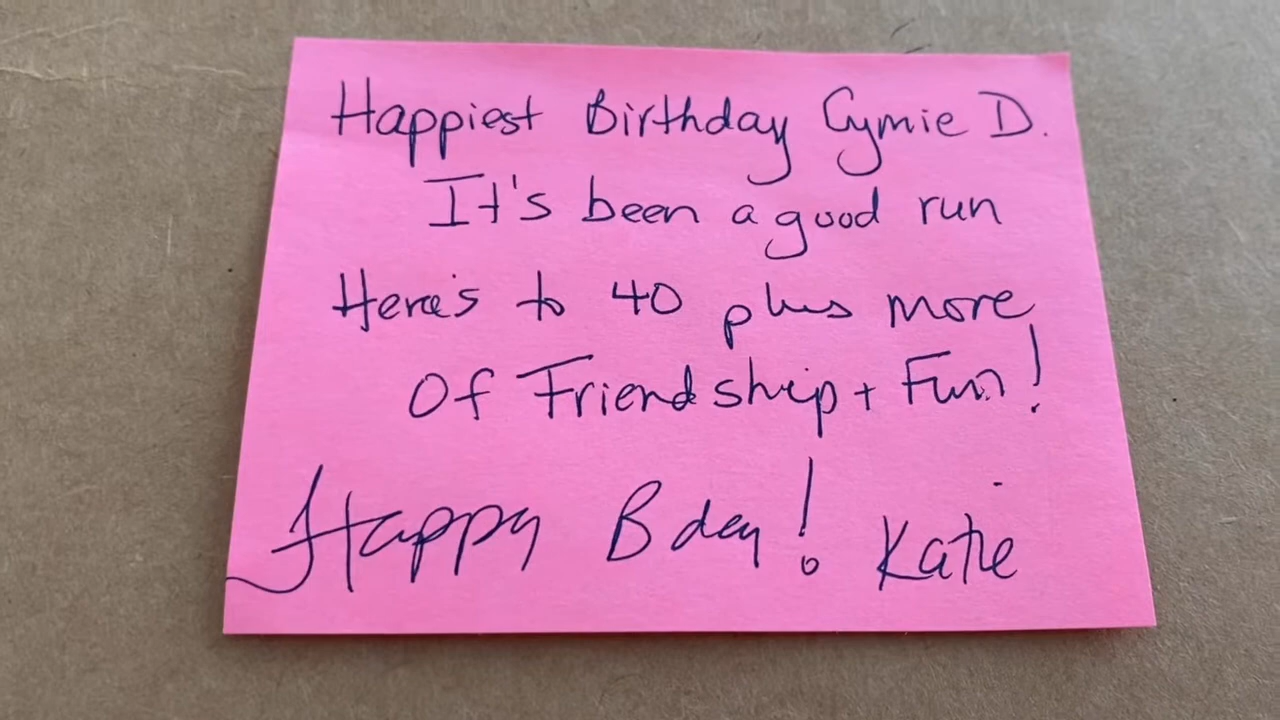 Happiest Birthday Cymie D.
It's been a good run
Here's to 40 plus more
Of Friendship + Fun!
Happy Bday! Katie